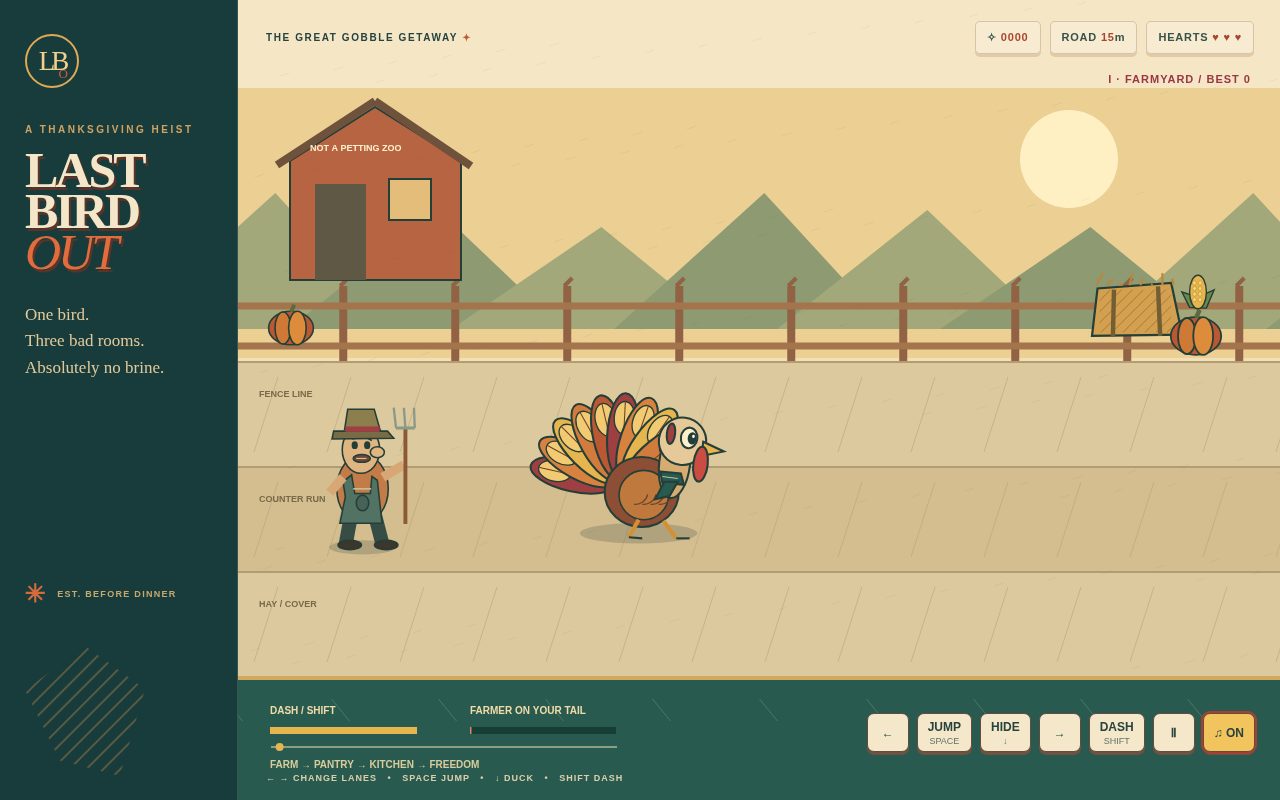 LBO
A THANKSGIVING HEIST
LAST
BIRD
OUT
One bird.
Three bad rooms.
Absolutely no brine.
EST. BEFORE DINNER
THE GREAT GOBBLE GETAWAY ✦
✧ 0000
ROAD 15m
HEARTS ♥ ♥ ♥
I · FARMYARD / BEST 0
NOT A PETTING ZOO
FENCE LINE
COUNTER RUN
HAY / COVER
DASH / SHIFT
FARMER ON YOUR TAIL
FARM → PANTRY → KITCHEN → FREEDOM
← → CHANGE LANES • SPACE JUMP • ↓ DUCK • SHIFT DASH
←
JUMP
SPACE
HIDE
↓
→
DASH
SHIFT
Ⅱ
♫ ON